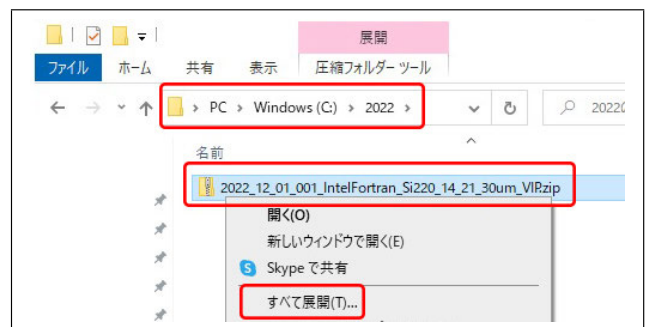 展開
ファイル ホーム 共有 表示 圧縮フォルダー ツール
PC › Windows (C:) › 2022 ›
名前
2022_12_01_001_IntelFortran_Si220_14_21_30um_VIP.zip
開く(O)
新しいウィンドウで開く(E)
S Skype で共有
すべて展開(T)...